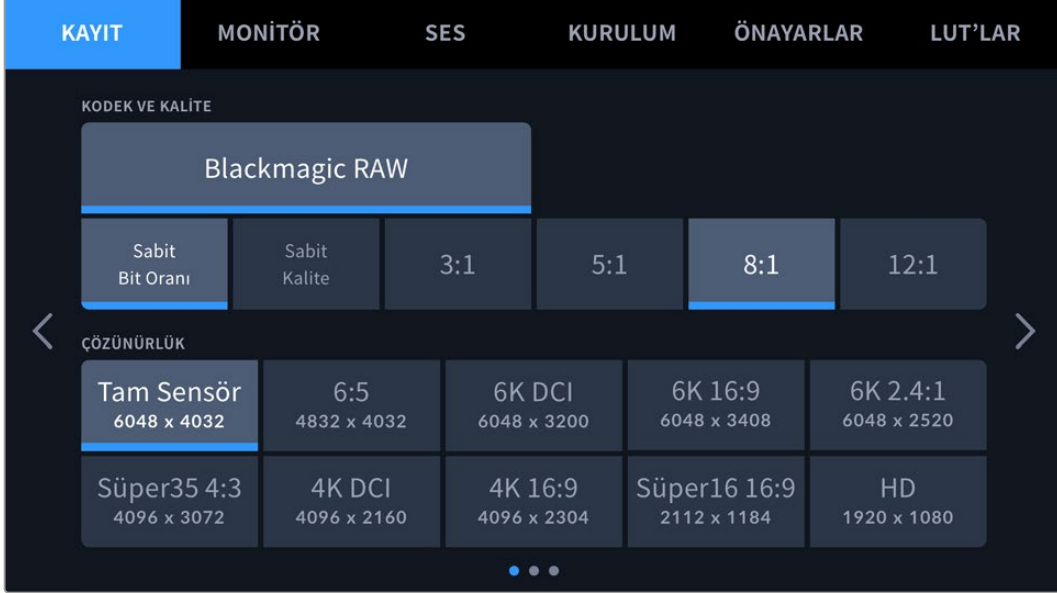 KAYIT MONİTÖR SES KURULUM ÖNAYARLAR LUT’LAR
KODEK VE KALİTE
Blackmagic RAW
Sabit
Bit Oranı
Sabit
Kalite
3:1 5:1 8:1 12:1
ÇÖZÜNÜRLÜK
Tam Sensör 6:5 6K DCI 6K 16:9 6K 2.4:1
6048 x 4032 4832 x 4032 6048 x 3200 6048 x 3408 6048 x 2520
Süper35 4:3 4K DCI 4K 16:9 Süper16 16:9 HD
4096 x 3072 4096 x 2160 4096 x 2304 2112 x 1184 1920 x 1080